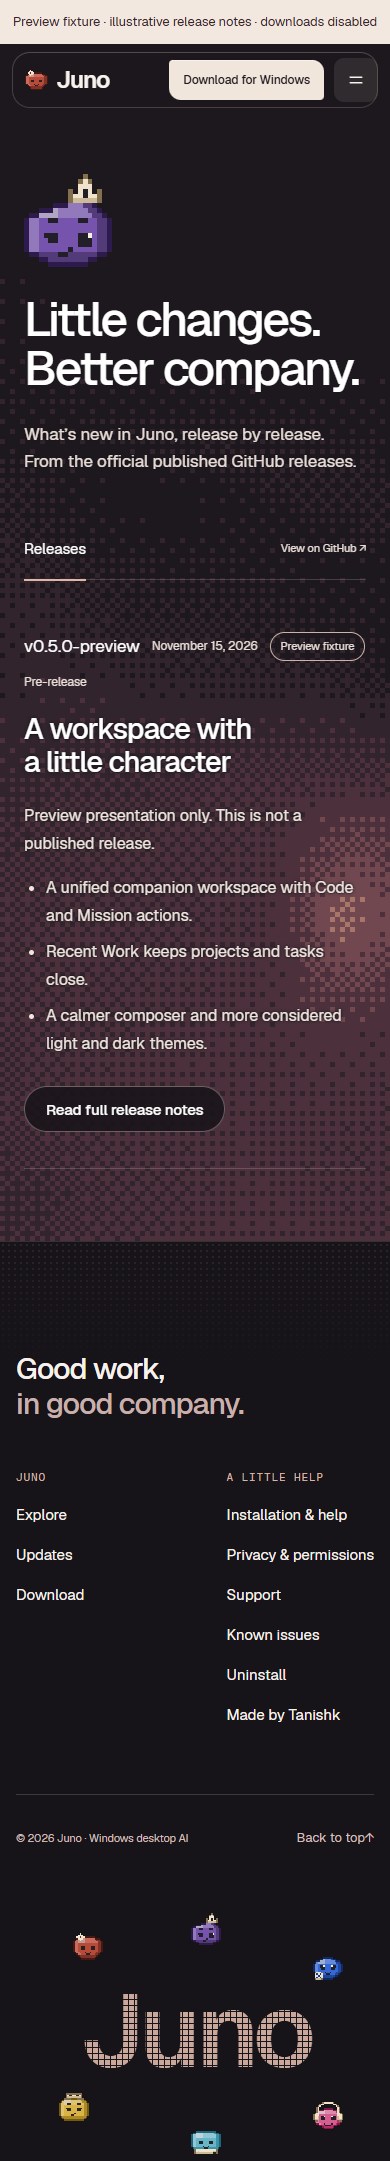 Preview fixture · illustrative release notes · downloads disabled
Juno
Download for Windows
Little changes.
Better company.
What's new in Juno, release by release.
From the official published GitHub releases.
Releases
View on GitHub ↗
v0.5.0-preview November 15, 2026 Preview fixture
Pre-release
A workspace with
a little character
Preview presentation only. This is not a
published release.
• A unified companion workspace with Code
and Mission actions.
• Recent Work keeps projects and tasks
close.
• A calmer composer and more considered
light and dark themes.
Read full release notes
Good work,
in good company.
JUNO
Explore
Updates
Download
A LITTLE HELP
Installation & help
Privacy & permissions
Support
Known issues
Uninstall
Made by Tanishk
© 2026 Juno · Windows desktop AI
Back to top↑
Juno